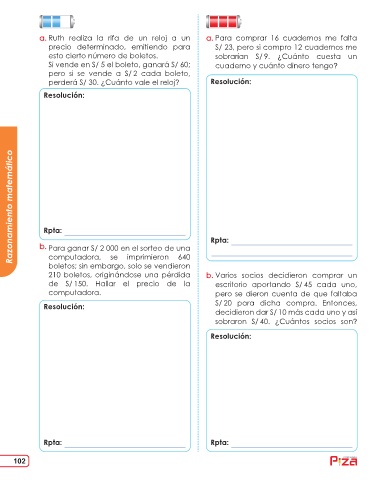 a. Ruth realiza la rifa de un reloj a un
precio determinado, emitiendo para
esto cierto número de boletos.
Si vende en S/ 5 el boleto, ganará S/ 60;
pero si se vende a S/ 2 cada boleto,
perderá S/ 30. ¿Cuánto vale el reloj?
Resolución:
Rpta:
b. Para ganar S/ 2 000 en el sorteo de una
computadora, se imprimieron 640
boletos; sin embargo, solo se vendieron
210 boletos, originándose una pérdida
de S/ 150. Hallar el precio de la
computadora.
Resolución:
Rpta:
a. Para comprar 16 cuadernos me falta
S/ 23, pero si compro 12 cuadernos me
sobrarían S/ 9. ¿Cuánto cuesta un
cuaderno y cuánto dinero tengo?
Resolución:
Rpta:
b. Varios socios decidieron comprar un
escritorio aportando S/ 45 cada uno,
pero se dieron cuenta de que faltaba
S/ 20 para dicha compra. Entonces,
decidieron dar S/ 10 más cada uno y así
sobraron S/ 40. ¿Cuántos socios son?
Resolución:
Rpta:
Razonamiento matemático
102